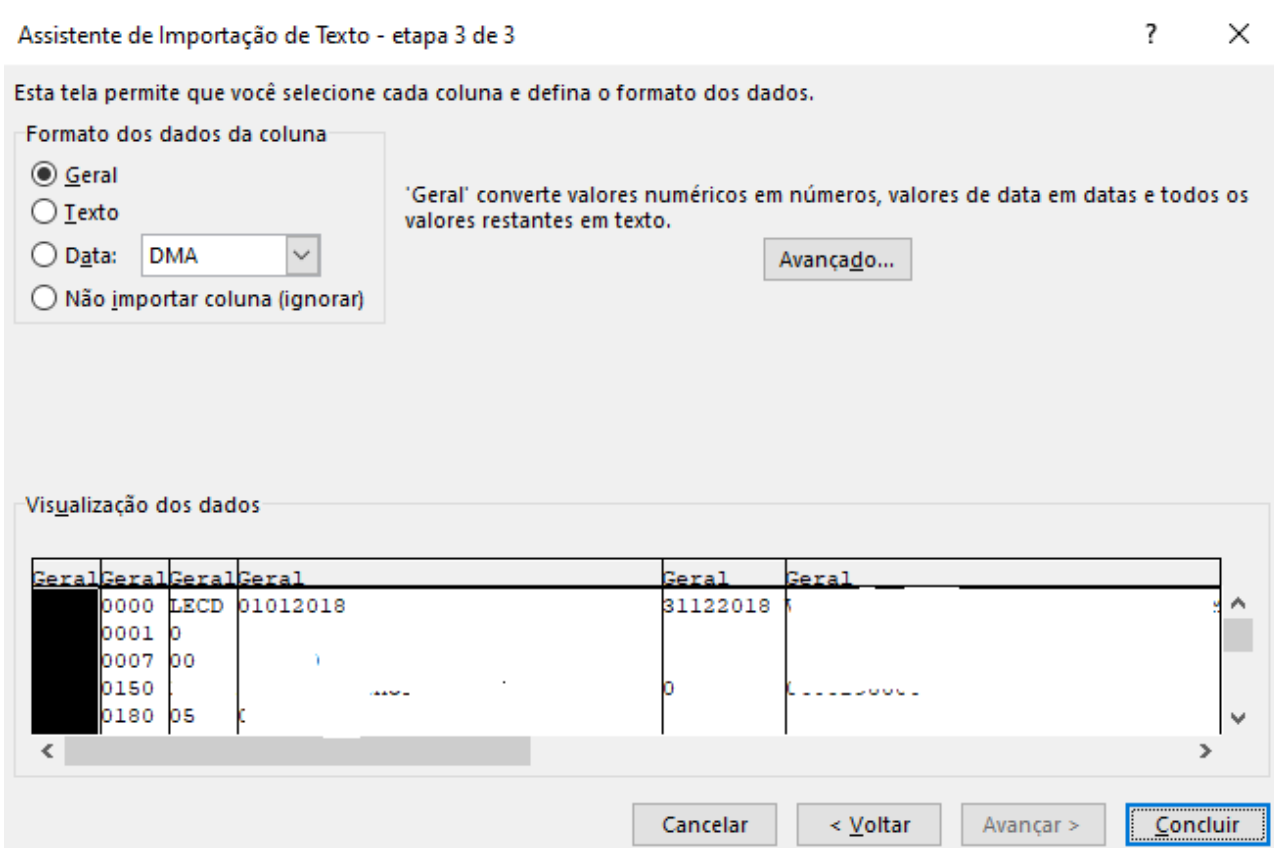 Assistente de Importação de Texto - etapa 3 de 3 ?
Esta tela permite que você selecione cada coluna e defina o formato dos dados.
Formato dos dados da coluna
Geral
Texto
Data: DMA
Não importar coluna (ignorar)
'Geral' converte valores numéricos em números, valores de data em datas e todos os
valores restantes em texto.
Avançado...
Visualização dos dados
Geral Geral Geral Geral Geral Geral
0000 LECD 01012018 31122018
0001 0
0007 00
0150 0
0180 05
Cancelar < Voltar Avançar > Concluir